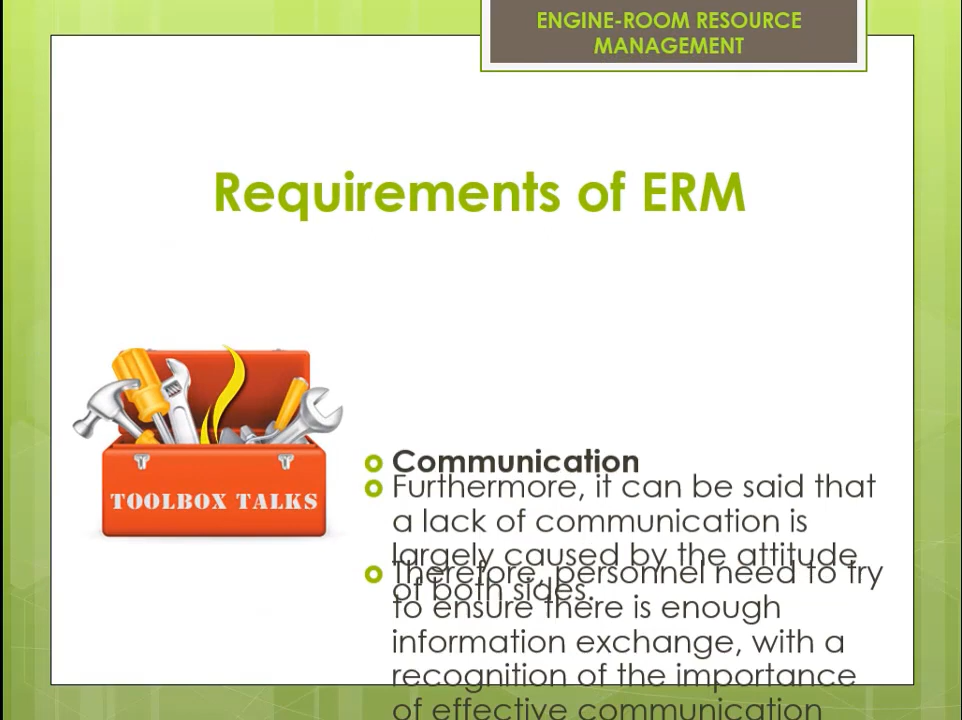 ENGINE-ROOM RESOURCE
MANAGEMENT
Requirements of ERM
TOOLBOX TALKS
Communication
Furthermore, it can be said that
a lack of communication is
largely caused by the attitude
of both sides.
Therefore, personnel need to try
to ensure there is enough
information exchange, with a
recognition of the importance
of effective communication